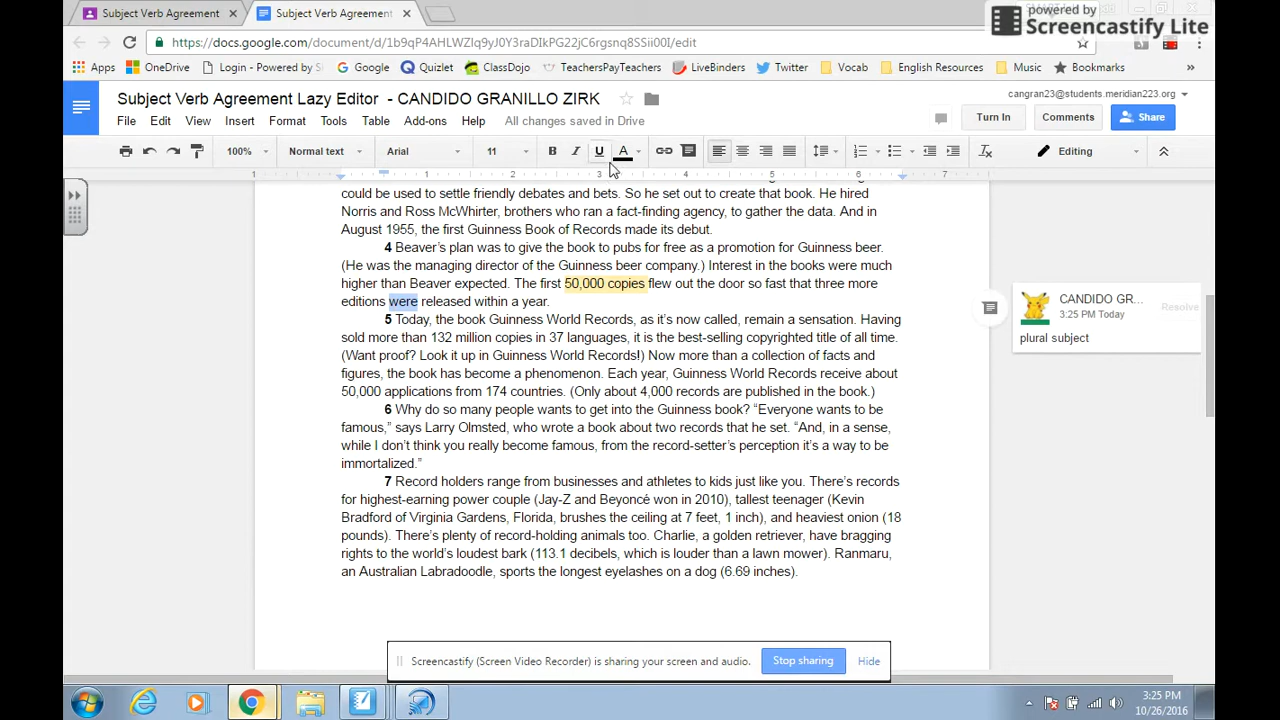 Subject Verb Agreement
Subject Verb Agreement
powered by
Screencastify Lite
https://docs.google.com/document/d/1b9qP4AHLWZlq9yJ0Y3raDIkPG22jC6rgsnq8SSii00I/edit
Apps
OneDrive
Login - Powered by
Google
Quizlet
ClassDojo
TeachersPayTeachers
LiveBinders
Twitter
Vocab
English Resources
Music
Bookmarks
»
Subject Verb Agreement Lazy Editor - CANDIDO GRANILLO ZIRK
cangran23@students.meridian223.org
File Edit View Insert Format Tools Table Add-ons Help All changes saved in Drive
Turn In
Comments
Share
100% Normal text Arial 11 B I U A Editing
1 2 3 4 5 6 7
could be used to settle friendly debates and bets. So he set out to create that book. He hired
Norris and Ross McWhirter, brothers who ran a fact-finding agency, to gather the data. And in
August 1955, the first Guinness Book of Records made its debut.
4 Beaver's plan was to give the book to pubs for free as a promotion for Guinness beer.
(He was the managing director of the Guinness beer company.) Interest in the books were much
higher than Beaver expected. The first 50,000 copies flew out the door so fast that three more
editions were released within a year.
5 Today, the book Guinness World Records, as it's now called, remain a sensation. Having
sold more than 132 million copies in 37 languages, it is the best-selling copyrighted title of all time.
(Want proof? Look it up in Guinness World Records!) Now more than a collection of facts and
figures, the book has become a phenomenon. Each year, Guinness World Records receive about
50,000 applications from 174 countries. (Only about 4,000 records are published in the book.)
6 Why do so many people wants to get into the Guinness book? “Everyone wants to be
famous,” says Larry Olmsted, who wrote a book about two records that he set. “And, in a sense,
while I don't think you really become famous, from the record-setter's perception it's a way to be
immortalized.”
7 Record holders range from businesses and athletes to kids just like you. There's records
for highest-earning power couple (Jay-Z and Beyoncé won in 2010), tallest teenager (Kevin
Bradford of Virginia Gardens, Florida, brushes the ceiling at 7 feet, 1 inch), and heaviest onion (18
pounds). There's plenty of record-holding animals too. Charlie, a golden retriever, have bragging
rights to the world's loudest bark (113.1 decibels, which is louder than a lawn mower). Ranmaru,
an Australian Labradoodle, sports the longest eyelashes on a dog (6.69 inches).
CANDIDO GR...
Resolve
3:25 PM Today
plural subject
Screencastify (Screen Video Recorder) is sharing your screen and audio.
Stop sharing
Hide
3:25 PM
10/26/2016